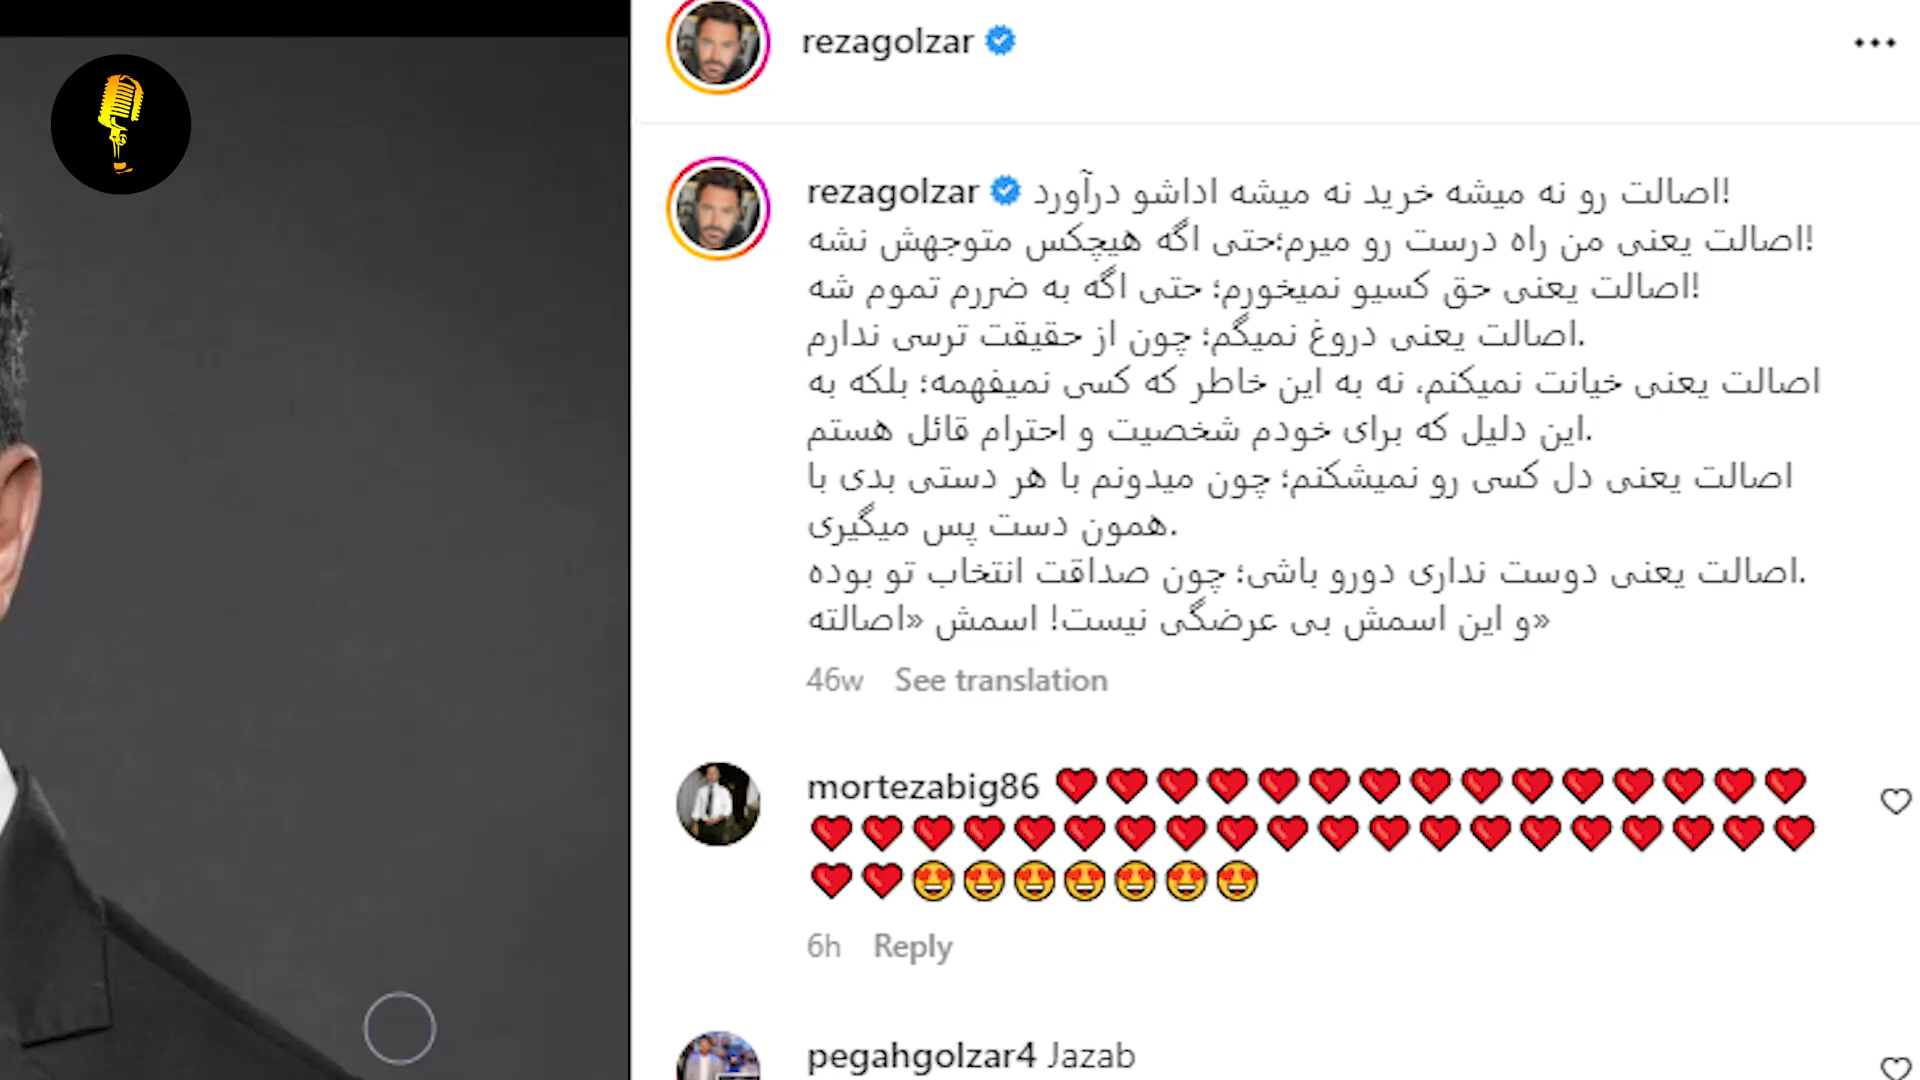 rezagolzar
rezagolzar اصالت رو نه میشه خرید نه میشه اداشو درآورد!
اصالت یعنی من راه درست رو میرم؛حتی اگه هیچکس متوجهش نشه!
اصالت یعنی حق کسیو نمیخورم؛ حتی اگه به ضررم تموم شه!
اصالت یعنی دروغ نمیگم؛ چون از حقیقت ترسی ندارم.
اصالت یعنی خیانت نمیکنم، نه به این خاطر که کسی نمیفهمه؛ بلکه به
این دلیل که برای خودم شخصیت و احترام قائل هستم.
اصالت یعنی دل کسی رو نمیشکنم؛ چون میدونم با هر دستی بدی با
همون دست پس میگیری.
اصالت یعنی دوست نداری دورو باشی؛ چون صداقت انتخاب تو بوده.
و این اسمش بی عرضگی نیست! اسمش «اصالته»
46w See translation
mortezabig86 ❤❤❤❤❤❤❤❤❤❤❤❤❤❤❤
❤❤❤❤❤❤❤❤❤❤❤❤❤❤❤❤❤❤❤❤
❤❤😍😍😍😍😍😍😍
6h Reply
pegahgolzar4 Jazab